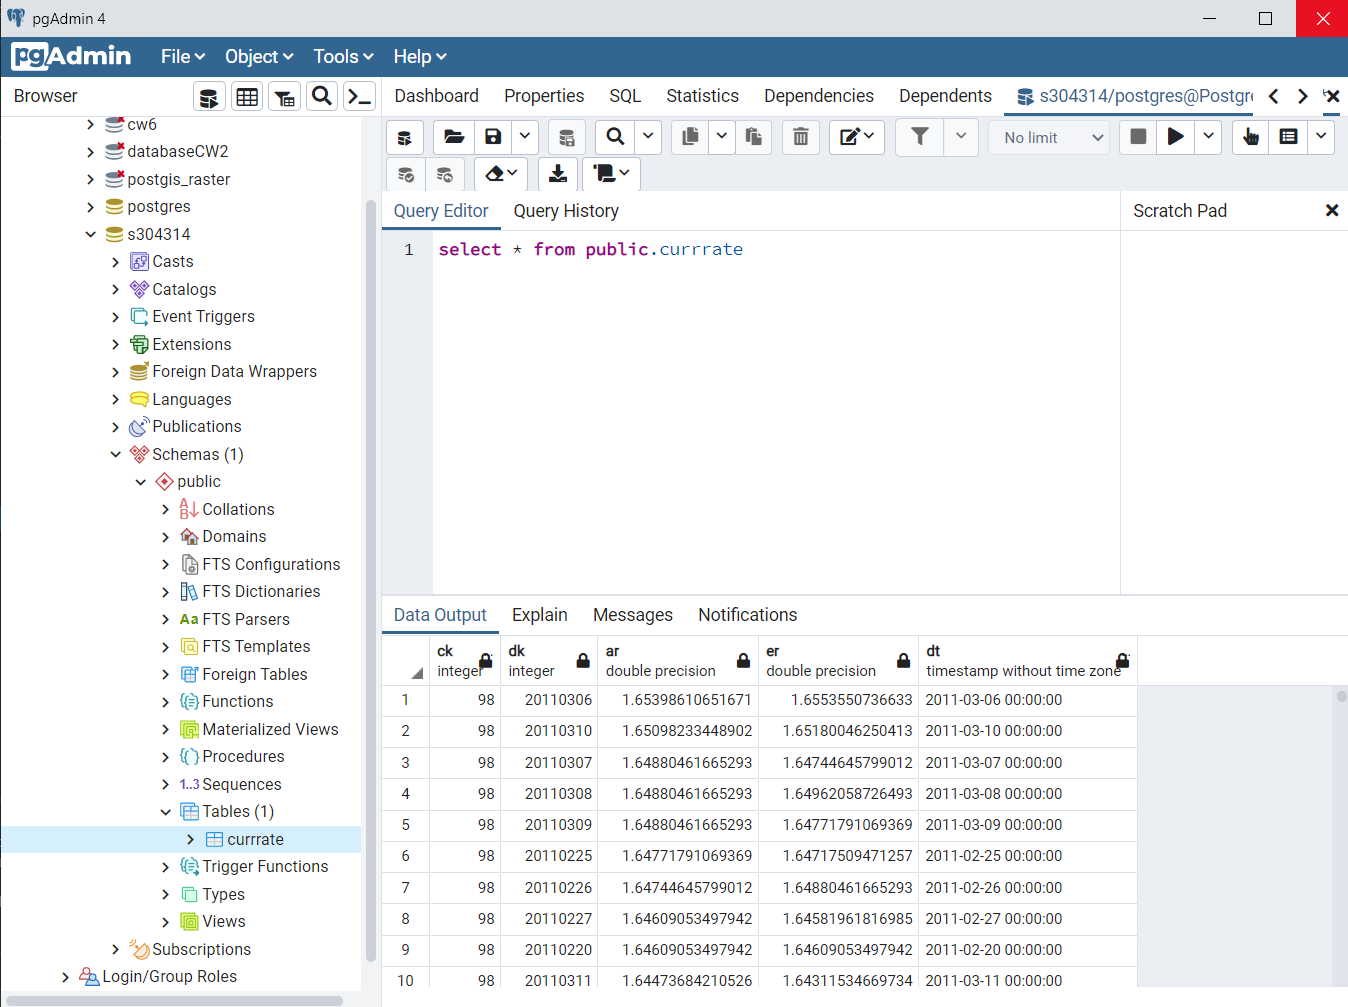 pgAdmin 4
pgAdmin File Object Tools Help
Browser
Dashboard Properties SQL Statistics Dependencies Dependents s304314/postgres@Postgre
No limit
cw6
databaseCW2
postgis_raster
postgres
s304314
Casts
Catalogs
Event Triggers
Extensions
Foreign Data Wrappers
Languages
Publications
Schemas (1)
public
Collations
Domains
FTS Configurations
FTS Dictionaries
Aa FTS Parsers
FTS Templates
Foreign Tables
Functions
Materialized Views
Procedures
1..3 Sequences
Tables (1)
currrate
Trigger Functions
Types
Views
Subscriptions
Login/Group Roles
Query Editor Query History
Scratch Pad
1 select * from public.currrate
Data Output Explain Messages Notifications
ck integer dk integer ar double precision er double precision dt timestamp without time zone
1 98 20110306 1.65398610651671 1.6553550736633 2011-03-06 00:00:00
2 98 20110310 1.65098233448902 1.65180046250413 2011-03-10 00:00:00
3 98 20110307 1.64880461665293 1.64744645799012 2011-03-07 00:00:00
4 98 20110308 1.64880461665293 1.64962058726493 2011-03-08 00:00:00
5 98 20110309 1.64880461665293 1.64771791069369 2011-03-09 00:00:00
6 98 20110225 1.64771791069369 1.64717509471257 2011-02-25 00:00:00
7 98 20110226 1.64744645799012 1.64880461665293 2011-02-26 00:00:00
8 98 20110227 1.64609053497942 1.64581961816985 2011-02-27 00:00:00
9 98 20110220 1.64609053497942 1.64609053497942 2011-02-20 00:00:00
10 98 20110311 1.64473684210526 1.643115534669734 2011-03-11 00:00:00